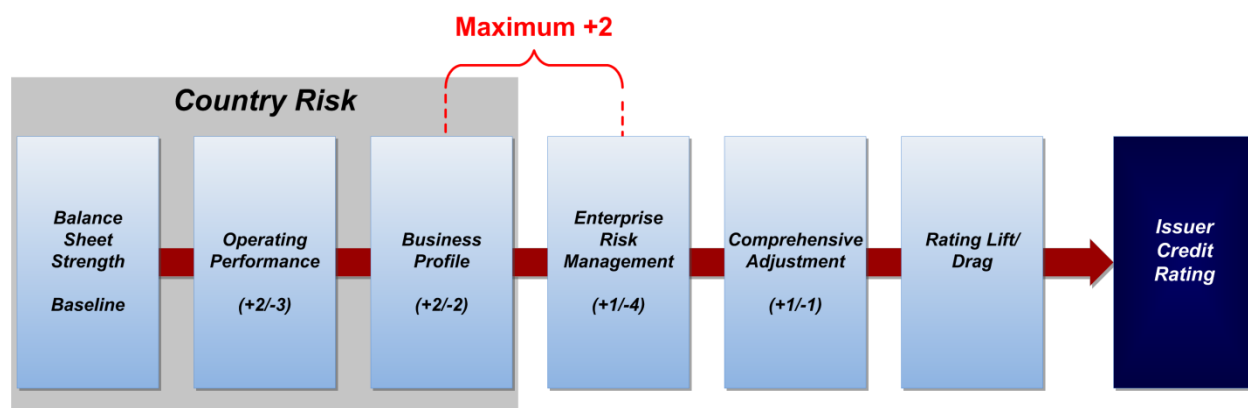 Maximum +2
Country Risk
Balance
Sheet
Strength
Baseline
Operating
Performance
(+2/-3)
Business
Profile
(+2/-2)
Enterprise
Risk
Management
(+1/-4)
Comprehensive
Adjustment
(+1/-1)
Rating Lift/
Drag
Issuer
Credit
Rating